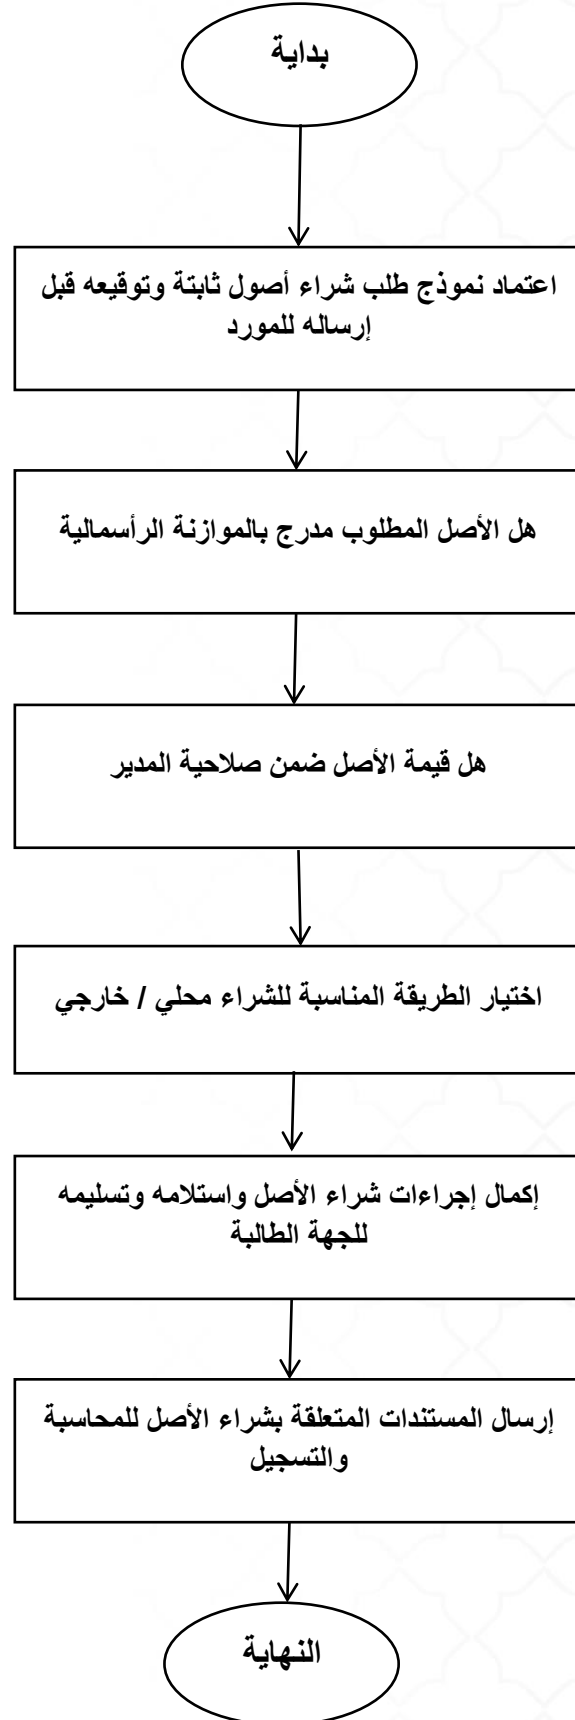 بداية
اعتماد نموذج طلب شراء أصول ثابتة وتوقيعه قبل
إرساله للمورد
هل الأصل المطلوب مدرج بالموازنة الرأسمالية
هل قيمة الأصل ضمن صلاحية المدير
اختيار الطريقة المناسبة للشراء محلي / خارجي
إكمال إجراءات شراء الأصل واستلامه وتسليمه
للجهة الطالبة
إرسال المستندات المتعلقة بشراء الأصل للمحاسبة
والتسجيل
النهاية